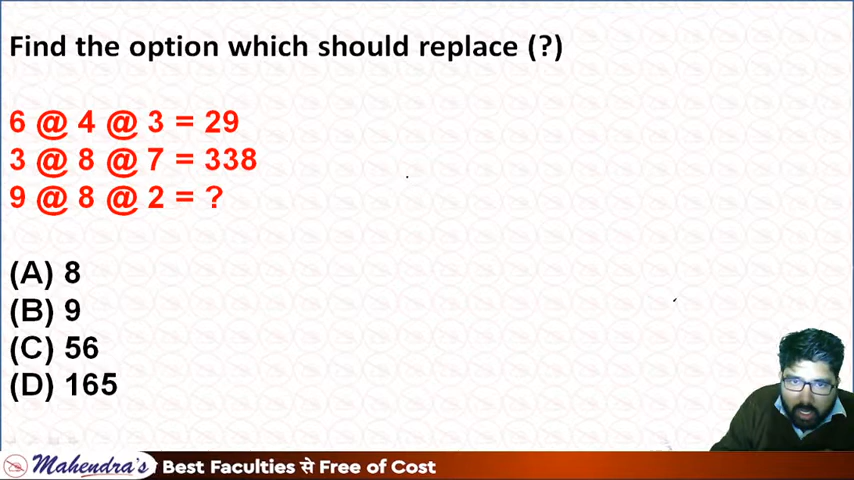 Find the option which should replace (?)
6 @ 4 @ 3 = 29
3 @ 8 @ 7 = 338
9 @ 8 @ 2 = ?
(A) 8
(B) 9
(C) 56
(D) 165
Mahendra's Best Faculties से Free of Cost